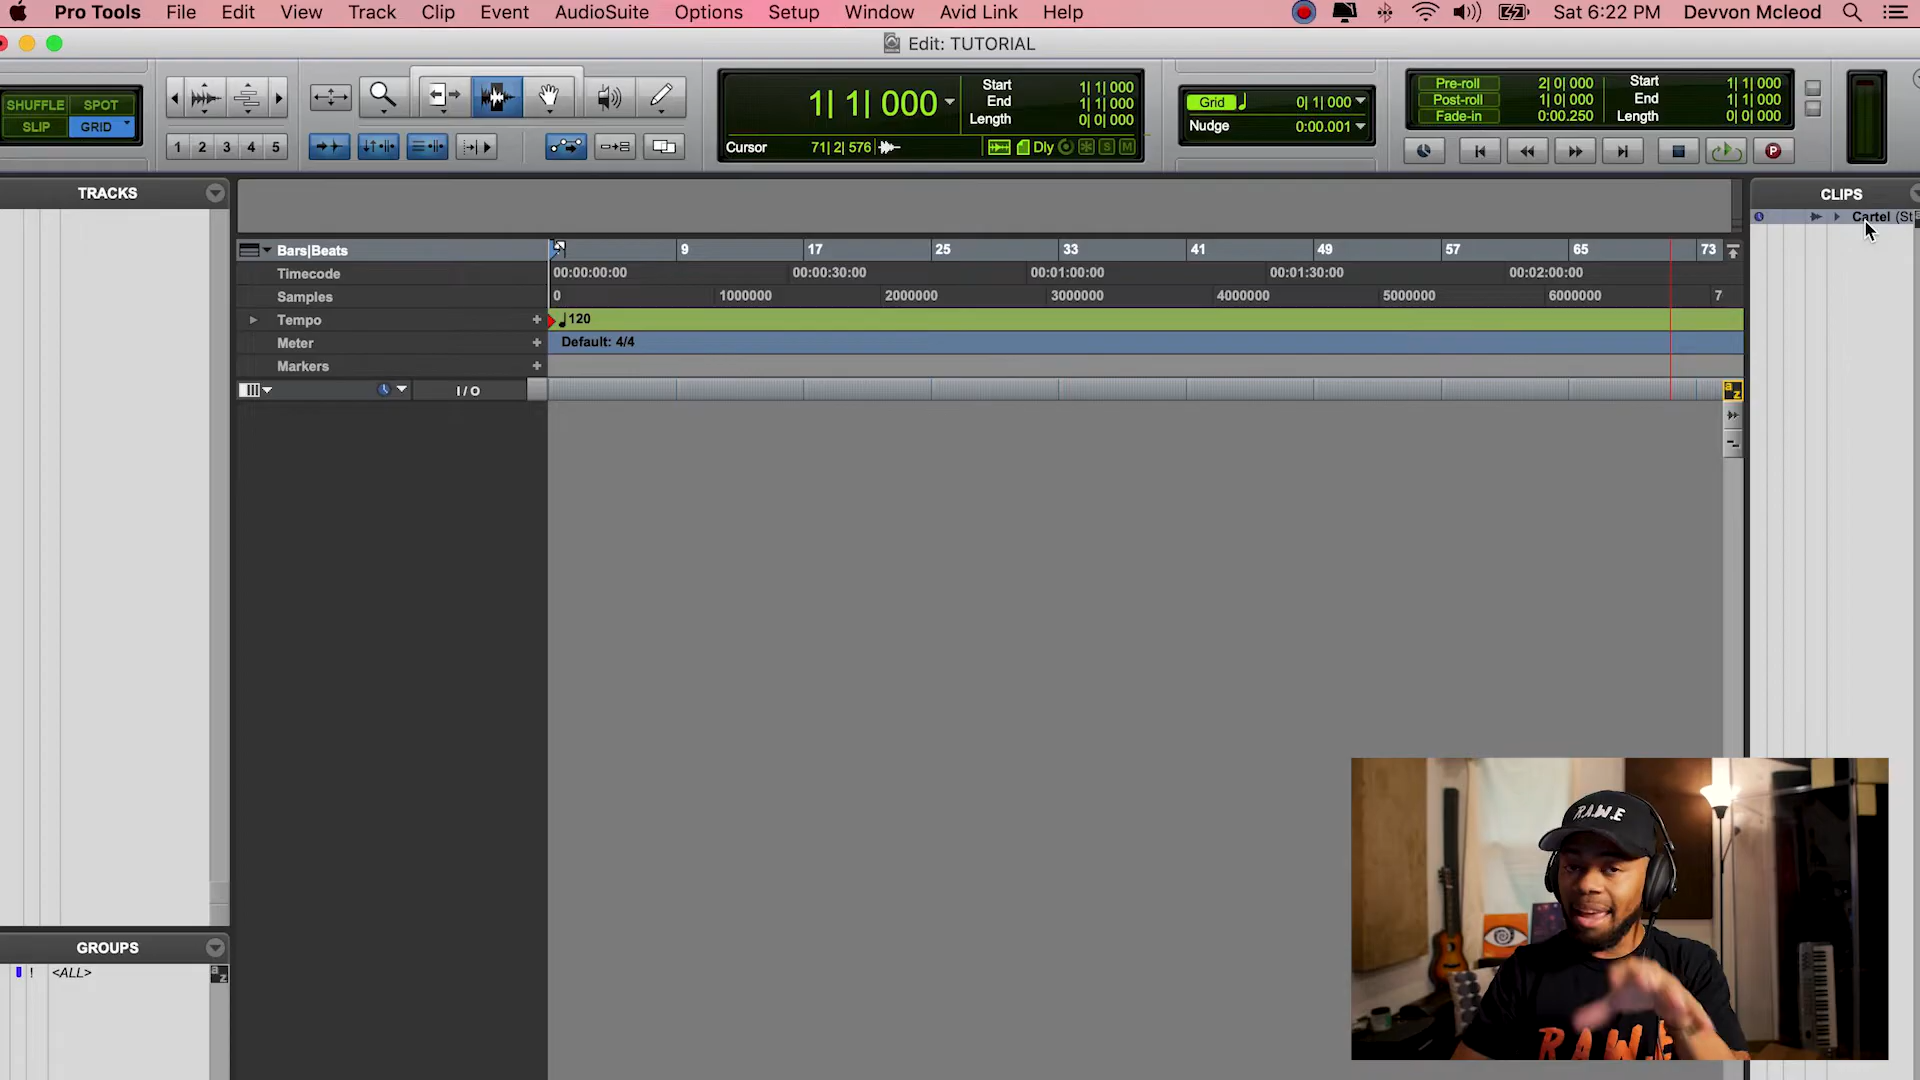 Pro Tools File Edit View Track Clip Event AudioSuite Options Setup Window Avid Link Help Sat 6:22 PM Devvon Mcleod
Edit: TUTORIAL
SHUFFLE SPOT
SLIP GRID
1 2 3 4 5
1| 1| 000
Start 1| 1| 000
End 1| 1| 000
Length 0| 0| 000
Cursor 71| 2| 576 Dly S M
Grid 0| 1| 000
Nudge 0:00.001
Pre-roll 2| 0| 000 Start 1| 1| 000
Post-roll 1| 0| 000 End 1| 1| 000
Fade-in 0:00.250 Length 0| 0| 000
P
TRACKS
CLIPS
Cartel (St
Bars|Beats 9 17 25 33 41 49 57 65 73
Timecode 00:00:00:00 00:00:30:00 00:01:00:00 00:01:30:00 00:02:00:00
Samples 0 1000000 2000000 3000000 4000000 5000000 6000000 7
Tempo + 120
Meter + Default: 4/4
Markers +
I / O
a z
GROUPS
! <ALL>
a z
R.A.W.E
R.A.W.E